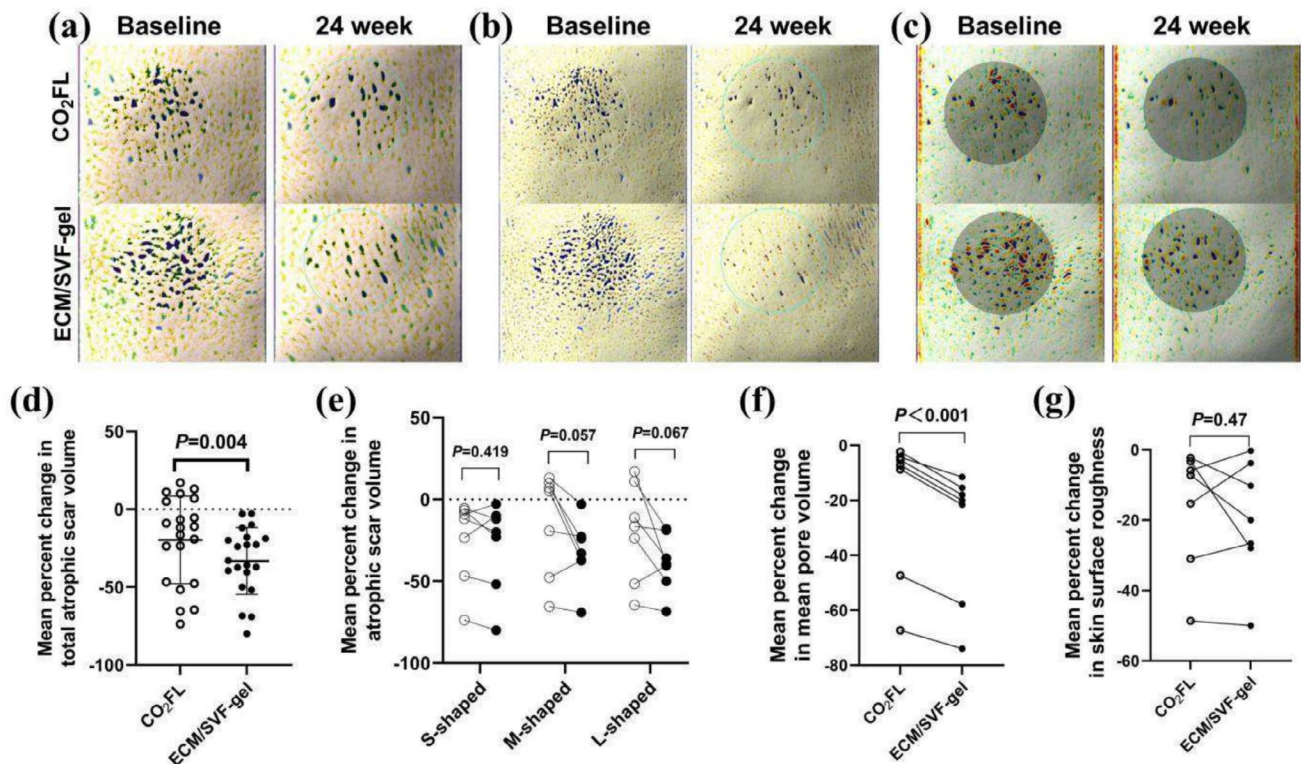 (a) Baseline 24 week (b) Baseline 24 week (c) Baseline 24 week
CO₂FL
ECM/SVF-gel
(d)
Mean percent change in
total atrophic scar volume
P=0.004
50
0
-50
-100
CO₂FL
ECM/SVF-gel
(e)
Mean percent change in
atrophic scar volume
50
0
-50
-100
P=0.419
P=0.057
P=0.067
S-shaped
M-shaped
L-shaped
(f)
Mean percent change
in mean pore volume
P<0.001
0
-20
-40
-60
-80
CO₂FL
ECM/SVF-gel
(g)
Mean percent change
in skin surface roughness
P=0.47
0
-20
-40
-60
CO₂FL
ECM/SVF-gel